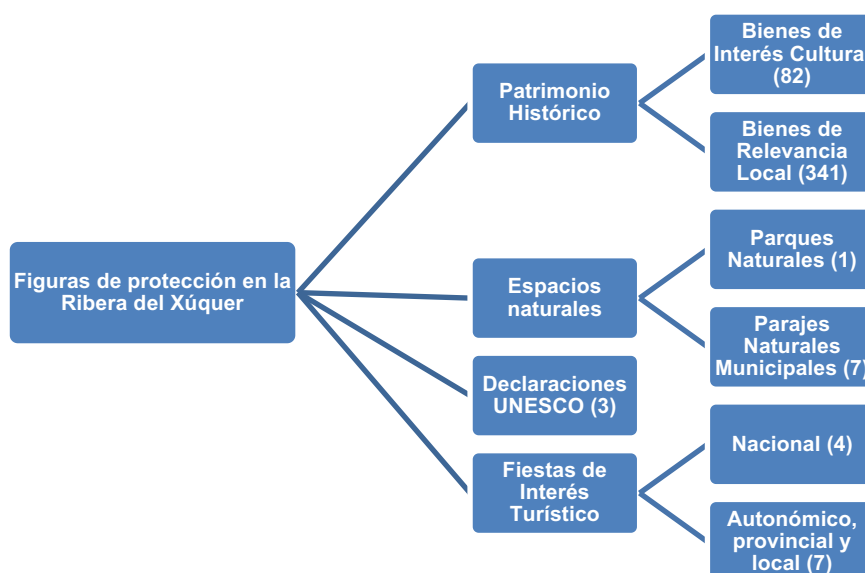 Figuras de protección en la
Ribera del Xúquer
Patrimonio
Histórico
Bienes de
Interés Cultural
(82)
Bienes de
Relevancia
Local (341)
Espacios
naturales
Parques
Naturales (1)
Parajes
Naturales
Municipales (7)
Declaraciones
UNESCO (3)
Fiestas de
Interés
Turístico
Nacional (4)
Autonómico,
provincial y
local (7)